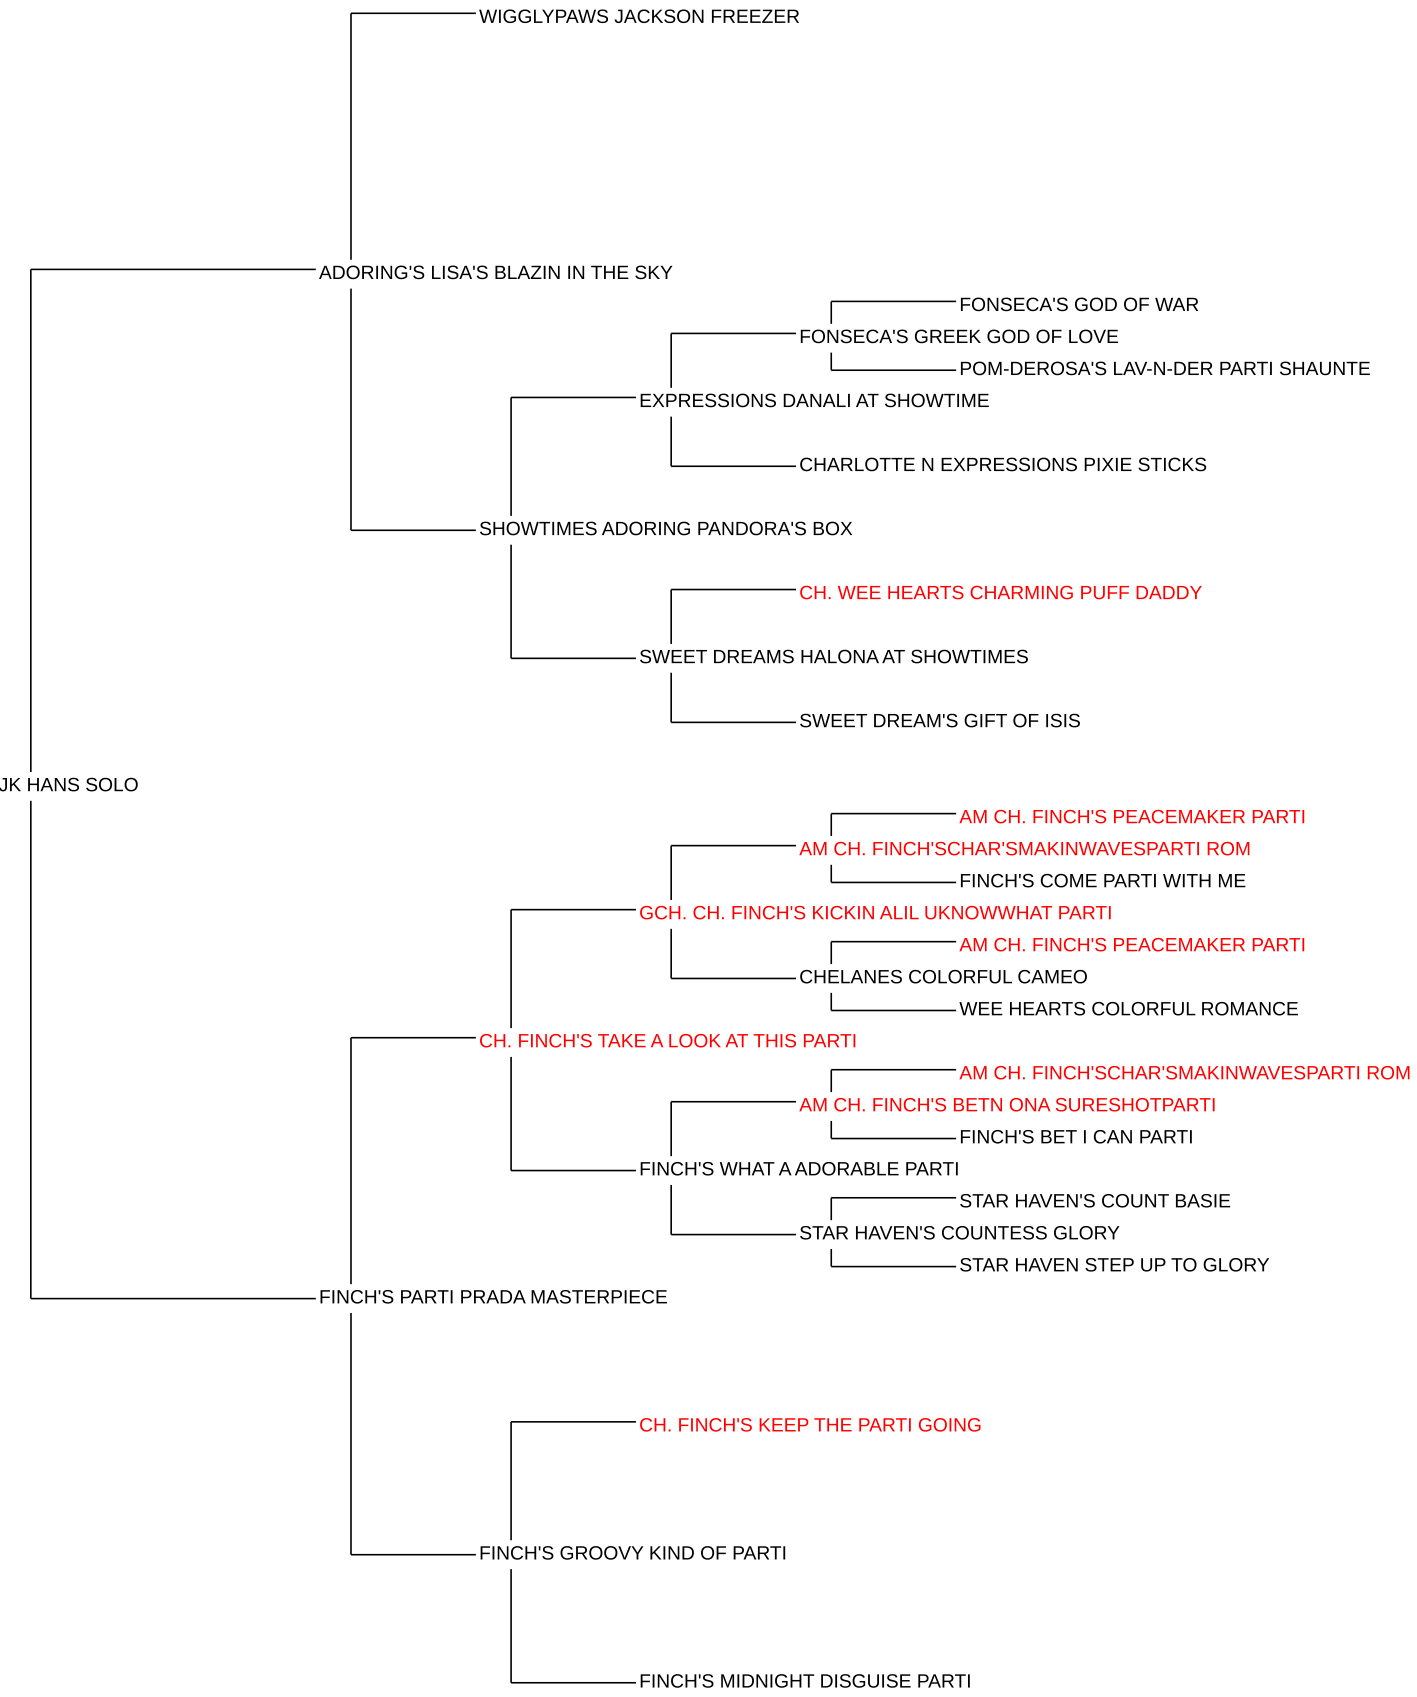 WIGGLYPAWS JACKSON FREEZER
ADORING'S LISA'S BLAZIN IN THE SKY
FONSECA'S GOD OF WAR
FONSECA'S GREEK GOD OF LOVE
POM-DEROSA'S LAV-N-DER PARTI SHAUNTE
EXPRESSIONS DANALI AT SHOWTIME
CHARLOTTE N EXPRESSIONS PIXIE STICKS
SHOWTIMES ADORING PANDORA'S BOX
CH. WEE HEARTS CHARMING PUFF DADDY
SWEET DREAMS HALONA AT SHOWTIMES
SWEET DREAM'S GIFT OF ISIS
JK HANS SOLO
AM CH. FINCH'S PEACEMAKER PARTI
AM CH. FINCH'SCHAR'SMAKINWAVESPARTI ROM
FINCH'S COME PARTI WITH ME
GCH. CH. FINCH'S KICKIN ALIL UKNOWWHAT PARTI
AM CH. FINCH'S PEACEMAKER PARTI
CHELANES COLORFUL CAMEO
WEE HEARTS COLORFUL ROMANCE
CH. FINCH'S TAKE A LOOK AT THIS PARTI
AM CH. FINCH'SCHAR'SMAKINWAVESPARTI ROM
AM CH. FINCH'S BETN ONA SURESHOTPARTI
FINCH'S BET I CAN PARTI
FINCH'S WHAT A ADORABLE PARTI
STAR HAVEN'S COUNT BASIE
STAR HAVEN'S COUNTESS GLORY
STAR HAVEN STEP UP TO GLORY
FINCH'S PARTI PRADA MASTERPIECE
CH. FINCH'S KEEP THE PARTI GOING
FINCH'S GROOVY KIND OF PARTI
FINCH'S MIDNIGHT DISGUISE PARTI